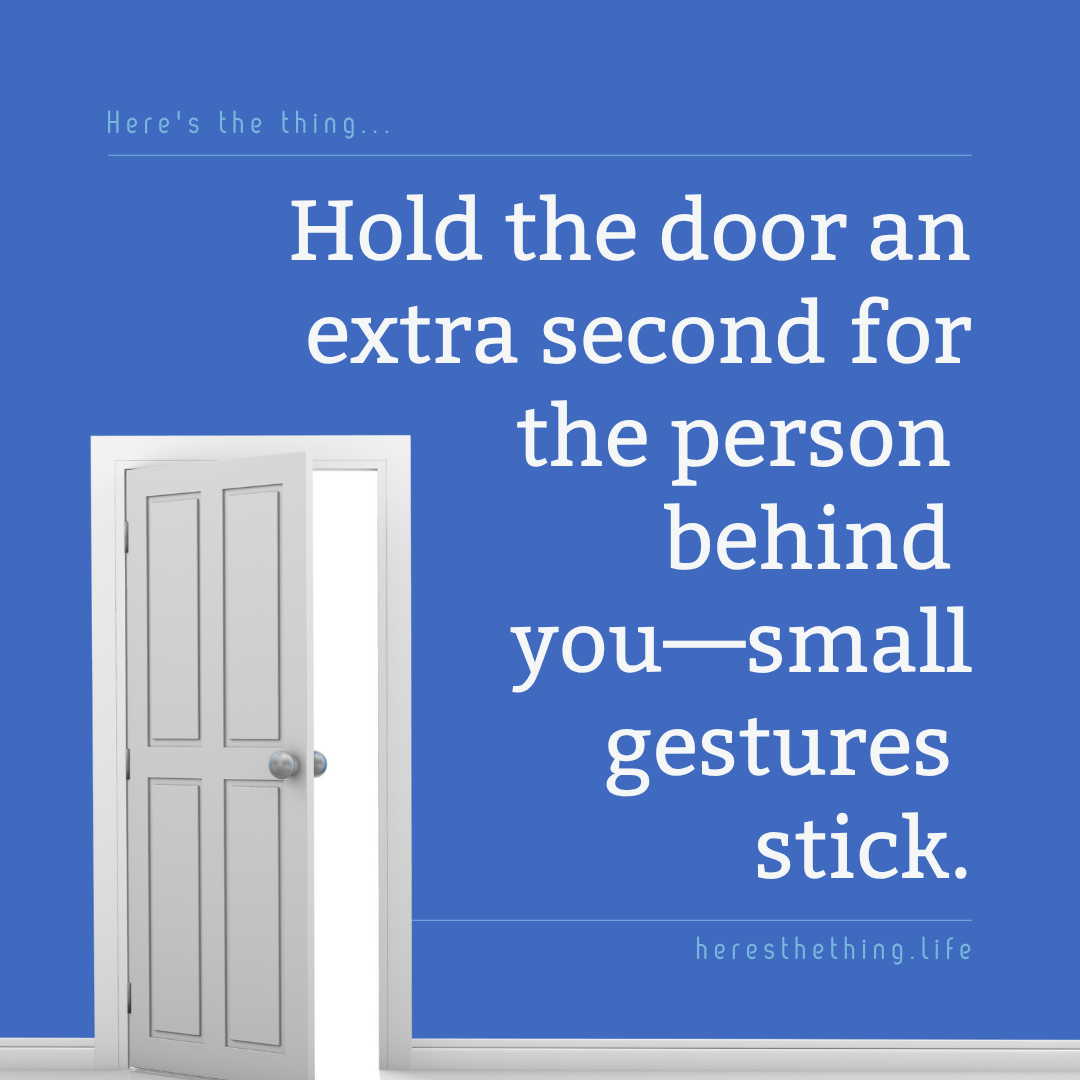 Here's the thing...
Hold the door an
extra second for
the person
behind
you—small
gestures
stick.
heresthething.life